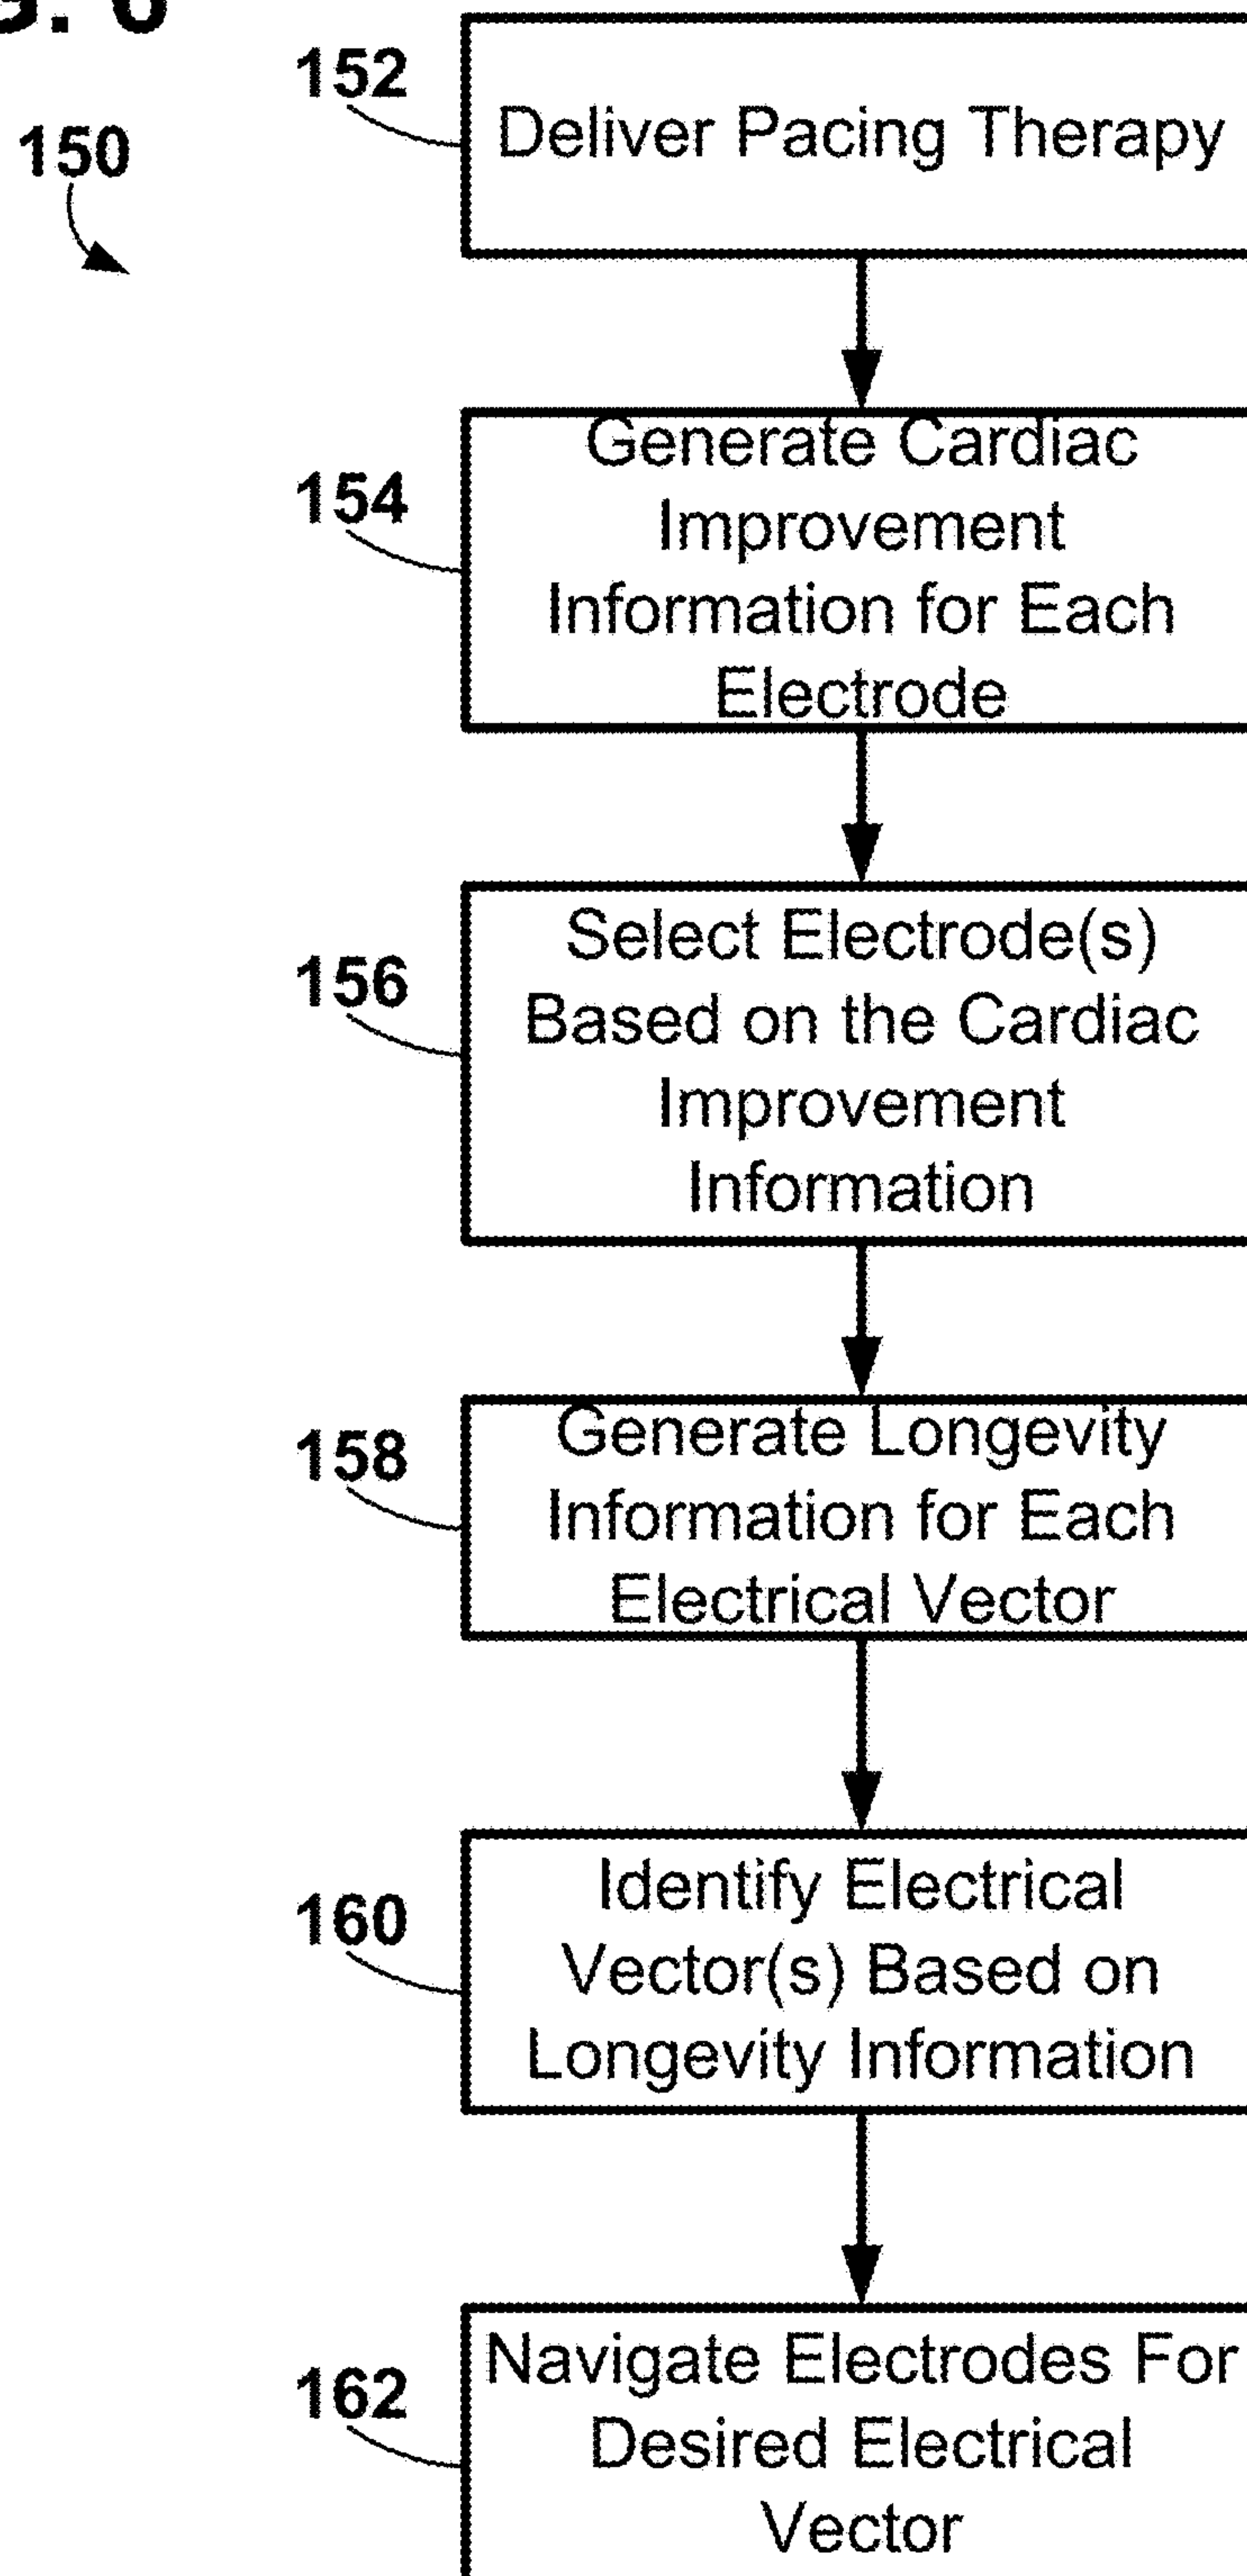 G. 6
152
Deliver Pacing Therapy
150
154
Generate Cardiac
Improvement
Information for Each
Electrode
156
Select Electrode(s)
Based on the Cardiac
Improvement
Information
158
Generate Longevity
Information for Each
Electrical Vector
160
Identify Electrical
Vector(s) Based on
Longevity Information
162
Navigate Electrodes For
Desired Electrical
Vector